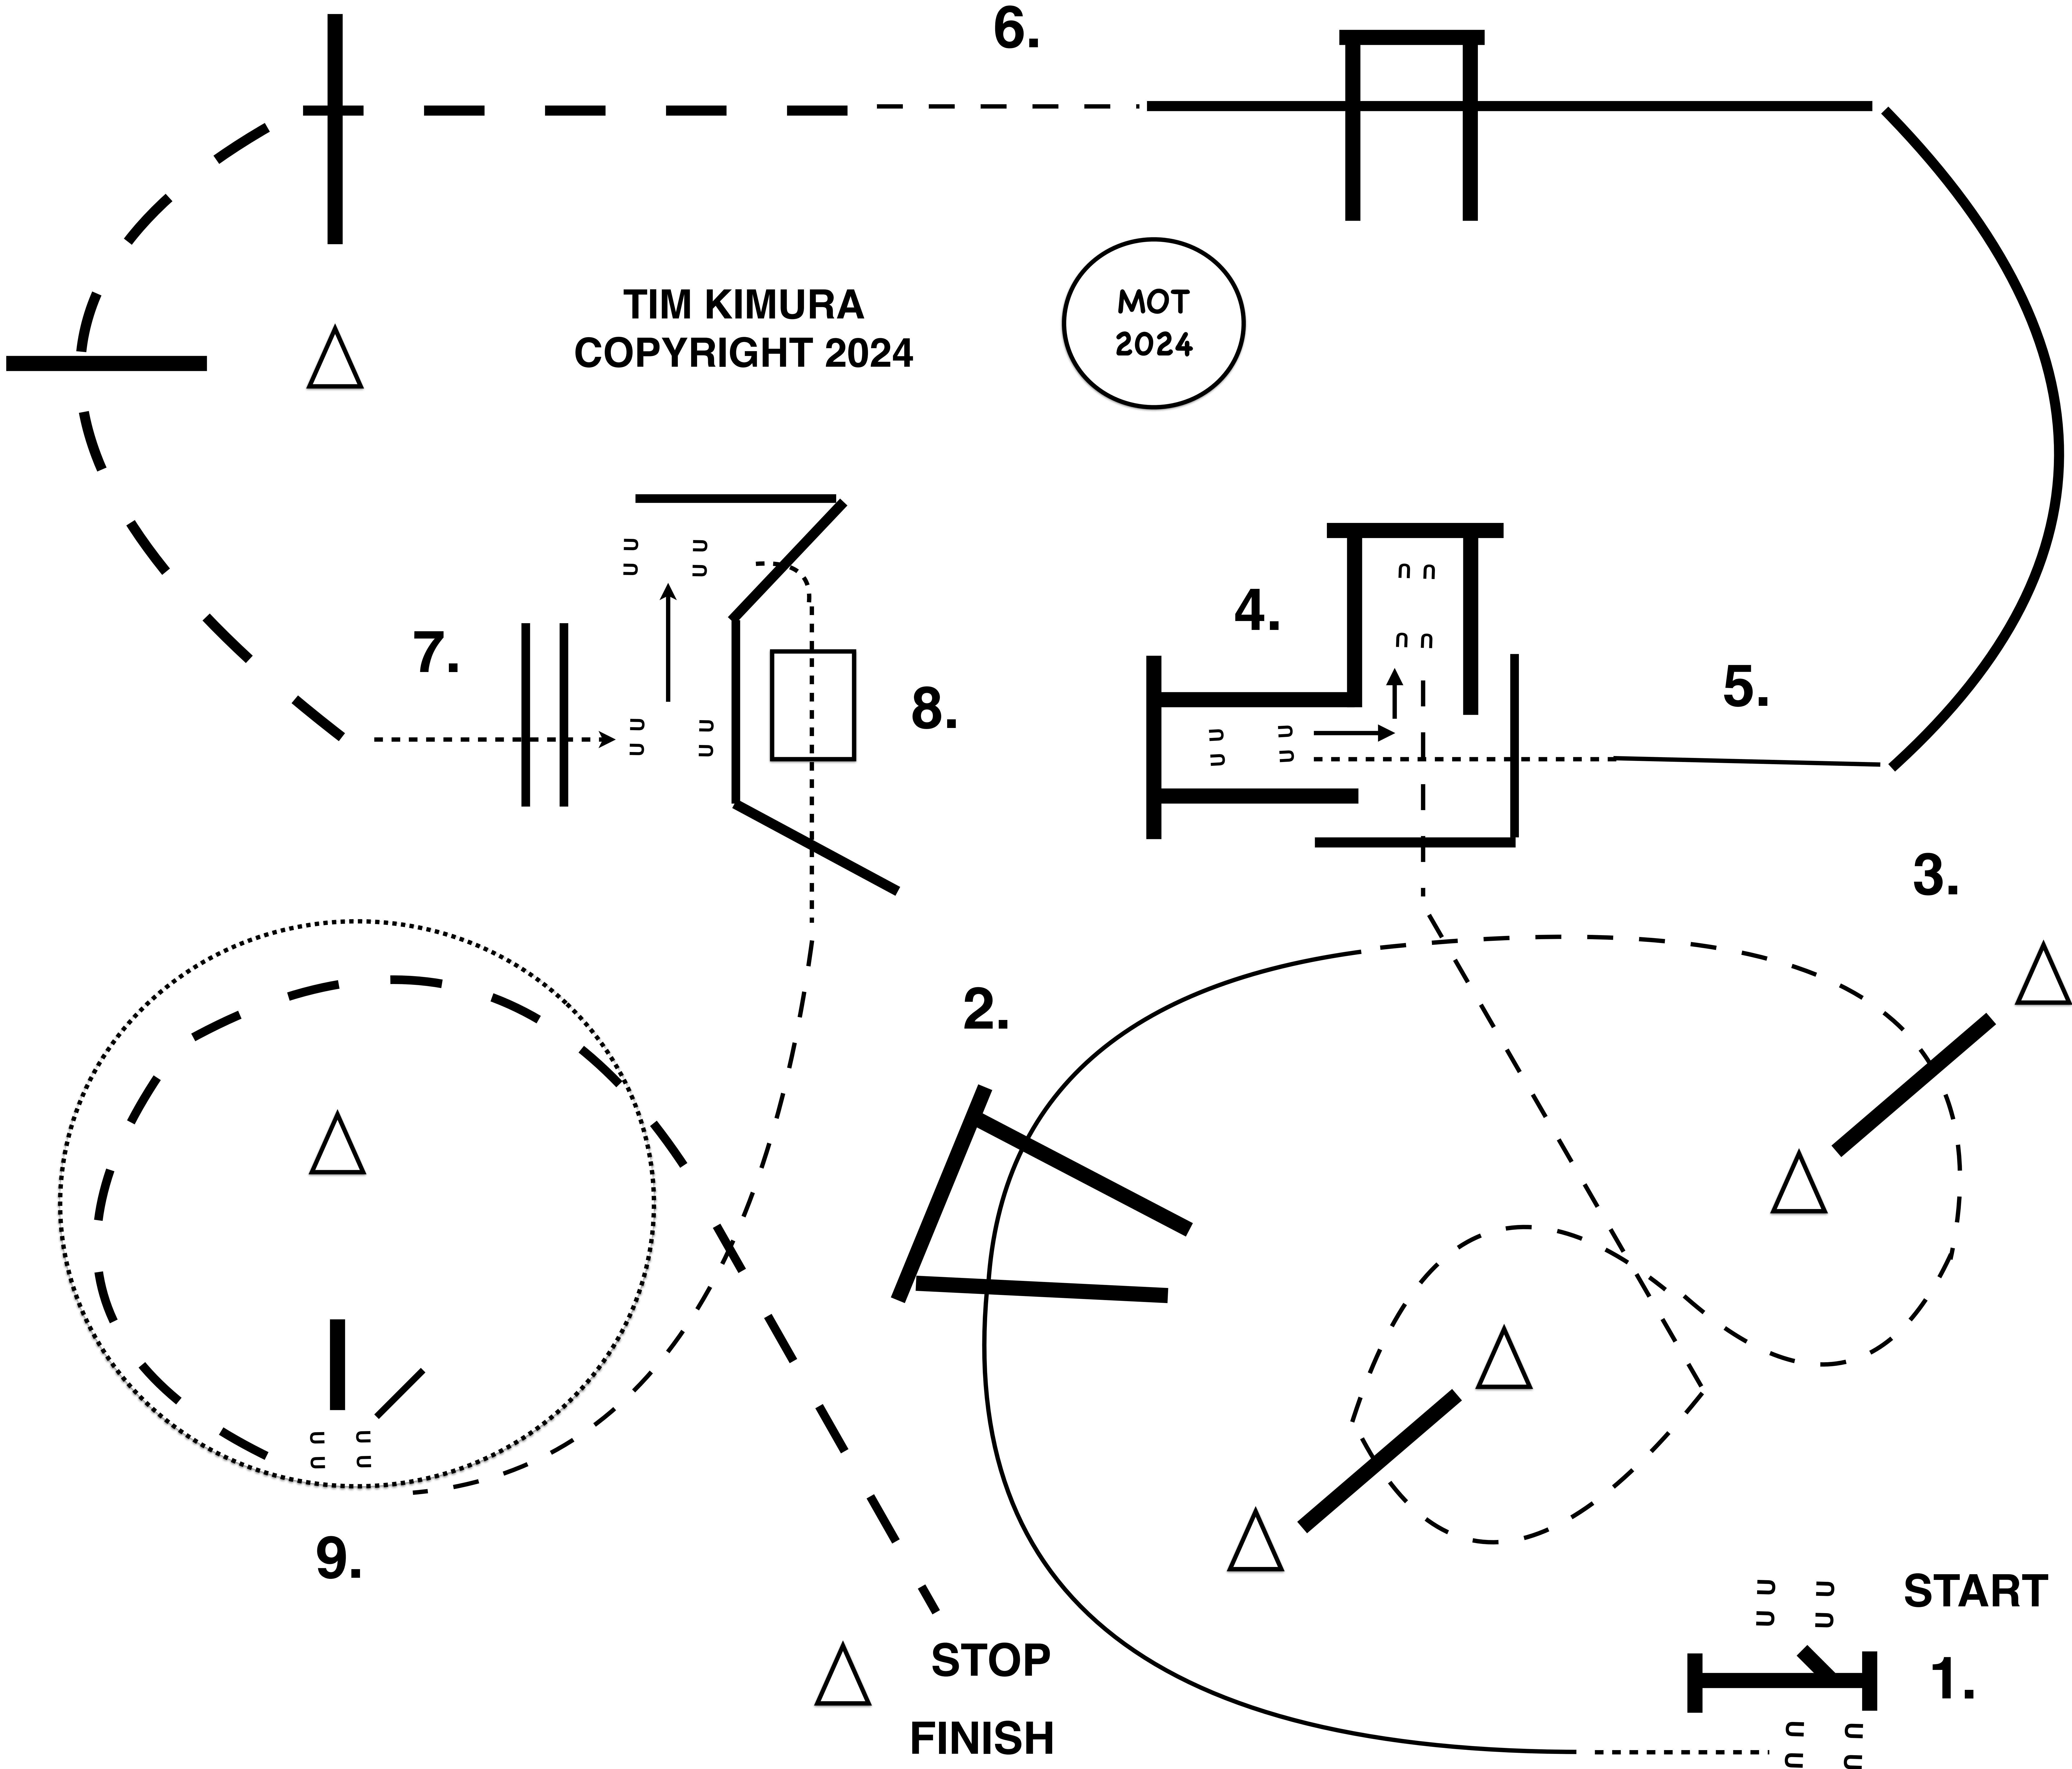 6.
TIM KIMURA
COPYRIGHT 2024
MOT
2024
7.
8.
4.
5.
3.
2.
9.
START
1.
STOP
FINISH